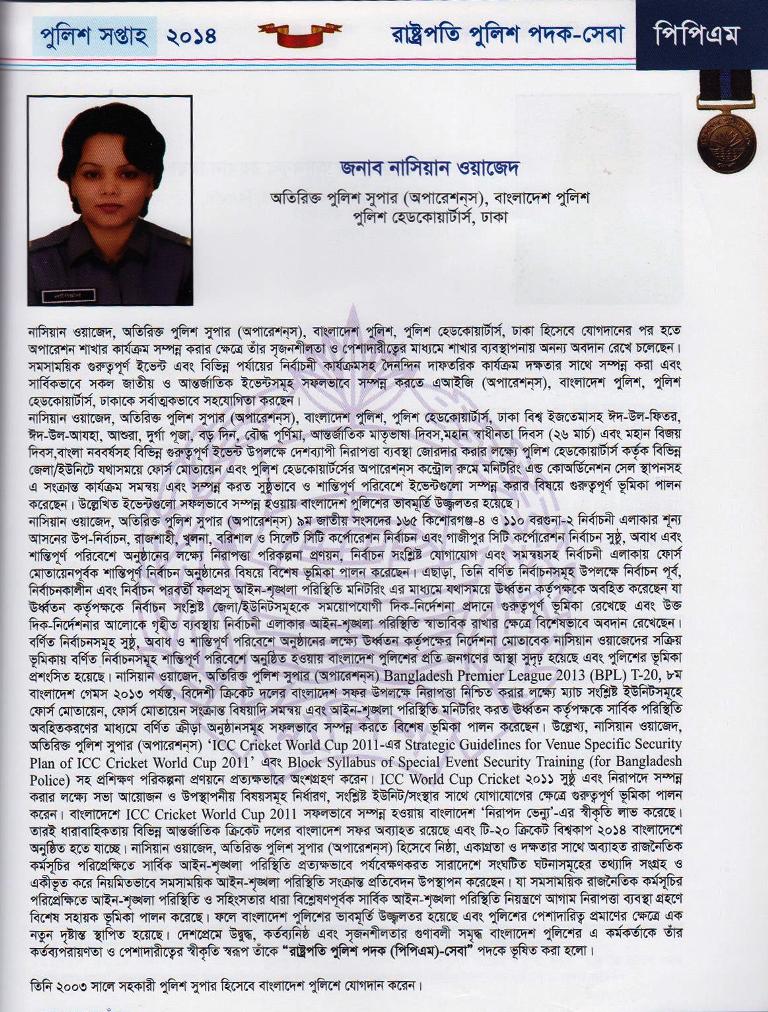 পুলিশ সপ্তাহ ২০১৪
রাষ্ট্রপতি পুলিশ পদক-সেবা
পিপিএম
জনাব নাসিয়ান ওয়াজেদ
অতিরিক্ত পুলিশ সুপার (অপারেশন্‌স), বাংলাদেশ পুলিশ
পুলিশ হেডকোয়ার্টার্স, ঢাকা
নাসিয়ান ওয়াজেদ, অতিরিক্ত পুলিশ সুপার (অপারেশন্‌স), বাংলাদেশ পুলিশ, পুলিশ হেডকোয়ার্টার্স, ঢাকা হিসেবে যোগদানের পর হতে
অপারেশন শাখার কার্যক্রম সম্পন্ন করার ক্ষেত্রে তাঁর সৃজনশীলতা ও পেশাদারীত্বের মাধ্যমে শাখার ব্যবস্থাপনায় অনন্য অবদান রেখে চলেছেন।
সমসাময়িক গুরুত্বপূর্ণ ইভেন্ট এবং বিভিন্ন পর্যায়ের নির্বাচনী কার্যক্রমসহ দৈনন্দিন দাফতরিক কার্যক্রম দক্ষতার সাথে সম্পন্ন করা এবং
সার্বিকভাবে সকল জাতীয় ও আন্তর্জাতিক ইভেন্টসমূহ সফলভাবে সম্পন্ন করতে এআইজি (অপারেশন্‌স), বাংলাদেশ পুলিশ, পুলিশ
হেডকোয়ার্টার্স, ঢাকাকে সর্বাত্মকভাবে সহযোগিতা করছেন।
নাসিয়ান ওয়াজেদ, অতিরিক্ত পুলিশ সুপার (অপারেশন্‌স), বাংলাদেশ পুলিশ, পুলিশ হেডকোয়ার্টার্স, ঢাকা বিশ্ব ইজতেমাসহ ঈদ-উল-ফিতর,
ঈদ-উল-আযহা, আশুরা, দুর্গা পূজা, বড় দিন, বৌদ্ধ পূর্ণিমা, আন্তর্জাতিক মাতৃভাষা দিবস,মহান স্বাধীনতা দিবস (২৬ মার্চ) এবং মহান বিজয়
দিবস,বাংলা নববর্ষসহ বিভিন্ন গুরুত্বপূর্ণ ইভেন্ট উপলক্ষে দেশব্যাপী নিরাপত্তা ব্যবস্থা জোরদার করার লক্ষ্যে পুলিশ হেডকোয়ার্টার্স কর্তৃক বিভিন্ন
জেলা/ইউনিটে যথাসময়ে ফোর্স মোতায়েন এবং পুলিশ হেডকোয়ার্টার্সের অপারেশনস কন্ট্রোল রুমে মনিটরিং এন্ড কোঅর্ডিনেশন সেল স্থাপনসহ
এ সংক্রান্ত কার্যক্রম সমন্বয় এবং সম্পন্ন করত সুষ্ঠুভাবে ও শান্তিপূর্ণ পরিবেশে ইভেন্টগুলো সম্পন্ন করার বিষয়ে গুরুত্বপূর্ণ ভূমিকা পালন
করেছেন। উল্লেখিত ইভেন্টগুলো সফলভাবে সম্পন্ন হওয়ায় বাংলাদেশ পুলিশের ভাবমূর্তি উজ্জ্বলতর হয়েছে ।
নাসিয়ান ওয়াজেদ, অতিরিক্ত পুলিশ সুপার (অপারেশন্‌স) ৯ম জাতীয় সংসদের ১৬৫ কিশোরগঞ্জ-৪ ও ১১০ বরগুনা-২ নির্বাচনী এলাকার শূন্য
আসনের উপ-নির্বাচন, রাজশাহী, খুলনা, বরিশাল ও সিলেট সিটি কর্পোরেশন নির্বাচন এবং গাজীপুর সিটি কর্পোরেশন নির্বাচন সুষ্ঠু, অবাধ এবং
শান্তিপূর্ণ পরিবেশে অনুষ্ঠানের লক্ষ্যে নিরাপত্তা পরিকল্পনা প্রণয়ন, নির্বাচন সংশ্লিষ্ট যোগাযোগ এবং সমন্বয়সহ নির্বাচনী এলাকায় ফোর্স
মোতায়েনপূর্বক শান্তিপূর্ণ নির্বাচন অনুষ্ঠানের বিষয়ে বিশেষ ভূমিকা পালন করেছেন। এছাড়া, তিনি বর্ণিত নির্বাচনসমূহ উপলক্ষে নির্বাচন পূর্ব,
নির্বাচনকালীন এবং নির্বাচন পরবর্তী ফলপ্রসূ আইন-শৃঙ্খলা পরিস্থিতি মনিটরিং এর মাধ্যমে যথাসময়ে ঊর্ধ্বতন কর্তৃপক্ষকে অবহিত করেছেন যা
ঊর্ধ্বতন কর্তৃপক্ষকে নির্বাচন সংশ্লিষ্ট জেলা/ইউনিটসমূহকে সময়োপযোগী দিক-নির্দেশনা প্রদানে গুরুত্বপূর্ণ ভূমিকা রেখেছে এবং উক্ত
দিক-নির্দেশনার আলোকে গৃহীত ব্যবস্থায় নির্বাচনী এলাকার আইন-শৃঙ্খলা পরিস্থিতি স্বাভাবিক রাখার ক্ষেত্রে বিশেষভাবে অবদান রেখেছেন।
বর্ণিত নির্বাচনসমূহ সুষ্ঠু, অবাধ ও শান্তিপূর্ণ পরিবেশে অনুষ্ঠানের লক্ষ্যে ঊর্ধ্বতন কর্তৃপক্ষের নির্দেশনা মোতাবেক নাসিয়ান ওয়াজেদের সক্রিয়
ভূমিকায় বর্ণিত নির্বাচনসমূহ শান্তিপূর্ণ পরিবেশে অনুষ্ঠিত হওয়ায় বাংলাদেশ পুলিশের প্রতি জনগণের আস্থা সুদৃঢ় হয়েছে এবং পুলিশের ভূমিকা
প্রশংসিত হয়েছে। নাসিয়ান ওয়াজেদ, অতিরিক্ত পুলিশ সুপার (অপারেশন্‌স) Bangladesh Premier League 2013 (BPL) T-20, ৮ম
বাংলাদেশ গেমস ২০১৩ পর্যন্ত, বিদেশী ক্রিকেট দলের বাংলাদেশ সফর উপলক্ষে নিরাপত্তা নিশ্চিত করার লক্ষ্যে ম্যাচ সংশ্লিষ্ট ইউনিটসমূহে
ফোর্স মোতায়েন, ফোর্স মোতায়েন সংক্রান্ত বিষয়াদি সমন্বয় এবং আইন-শৃঙ্খলা পরিস্থিতি মনিটরিং করত ঊর্ধ্বতন কর্তৃপক্ষকে সার্বিক পরিস্থিতি
অবহিতকরণের মাধ্যমে বর্ণিত ক্রীড়া অনুষ্ঠানসমূহ সফলভাবে সম্পন্ন করতে বিশেষ ভূমিকা পালন করেছেন। উল্লেখ্য, নাসিয়ান ওয়াজেদ,
অতিরিক্ত পুলিশ সুপার (অপারেশন্‌স) ‘ICC Cricket World Cup 2011-এর Strategic Guidelines for Venue Specific Security
Plan of ICC Cricket World Cup 2011’ এবং Block Syllabus of Special Event Security Training (for Bangladesh
Police) সহ প্রশিক্ষণ পরিকল্পনা প্রণয়নে প্রত্যক্ষভাবে অংশগ্রহণ করেন। ICC World Cup Cricket ২০১১ সুষ্ঠু এবং নিরাপদে সম্পন্ন
করার লক্ষ্যে সভা আয়োজন ও উপস্থাপনীয় বিষয়সমূহ নির্ধারণ, সংশ্লিষ্ট ইউনিট/সংস্থার সাথে যোগাযোগের ক্ষেত্রে গুরুত্বপূর্ণ ভূমিকা পালন
করেন। বাংলাদেশে ICC Cricket World Cup 2011 সফলভাবে সম্পন্ন হওয়ায় বাংলাদেশ ‘নিরাপদ ভেন্যু’-এর স্বীকৃতি লাভ করেছে।
তারই ধারাবাহিকতায় বিভিন্ন আন্তর্জাতিক ক্রিকেট দলের বাংলাদেশ সফর অব্যাহত রয়েছে এবং টি-২০ ক্রিকেট বিশ্বকাপ ২০১৪ বাংলাদেশে
অনুষ্ঠিত হতে যাচ্ছে। নাসিয়ান ওয়াজেদ, অতিরিক্ত পুলিশ সুপার (অপারেশন্‌স) হিসেবে নিষ্ঠা, একাগ্রতা ও দক্ষতার সাথে অব্যাহত রাজনৈতিক
কর্মসূচির পরিপ্রেক্ষিতে সার্বিক আইন-শৃঙ্খলা পরিস্থিতি প্রত্যক্ষভাবে পর্যবেক্ষণকরত সারাদেশে সংঘটিত ঘটনাসমূহের তথ্যাদি সংগ্রহ ও
একীভূত করে নিয়মিতভাবে সমসাময়িক আইন-শৃঙ্খলা পরিস্থিতি সংক্রান্ত প্রতিবেদন উপস্থাপন করেছেন। যা সমসাময়িক রাজনৈতিক কর্মসূচির
পরিপ্রেক্ষিতে আইন-শৃঙ্খলা পরিস্থিতি ও সহিংসতার ধারা বিশ্লেষণপূর্বক সার্বিক আইন-শৃঙ্খলা পরিস্থিতি নিয়ন্ত্রণে আগাম নিরাপত্তা ব্যবস্থা গ্রহণে
বিশেষ সহায়ক ভূমিকা পালন করেছে। ফলে বাংলাদেশ পুলিশের ভাবমূর্তি উজ্জ্বলতর হয়েছে এবং পুলিশের পেশাদারিত্ব প্রমাণের ক্ষেত্রে এক
নতুন দৃষ্টান্ত স্থাপিত হয়েছে। দেশপ্রেমে উদ্বুদ্ধ, কর্তব্যনিষ্ঠ এবং সৃজনশীলতার গুণাবলী সমৃদ্ধ বাংলাদেশ পুলিশের এ কর্মকর্তাকে তাঁর
কর্তব্যপরায়ণতা ও পেশাদারীত্বের স্বীকৃতি স্বরূপ তাঁকে “রাষ্ট্রপতি পুলিশ পদক (পিপিএম)-সেবা” পদকে ভূষিত করা হলো।
তিনি ২০০৩ সালে সহকারী পুলিশ সুপার হিসেবে বাংলাদেশ পুলিশে যোগদান করেন।